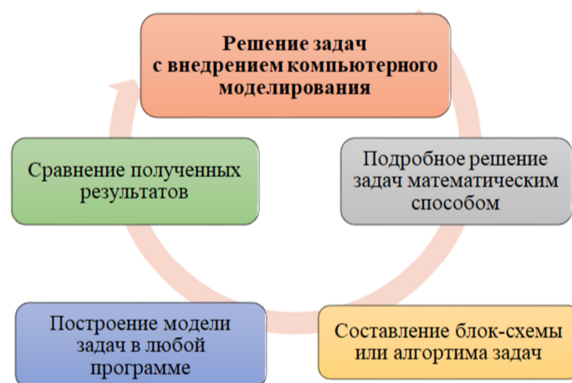 Решение задач
с внедрением компьютерного
моделирования
Подробное решение
задач математическим
способом
Составление блок-схемы
или алгортима задач
Построение модели
задач в любой
программе
Сравнение полученных
результатов